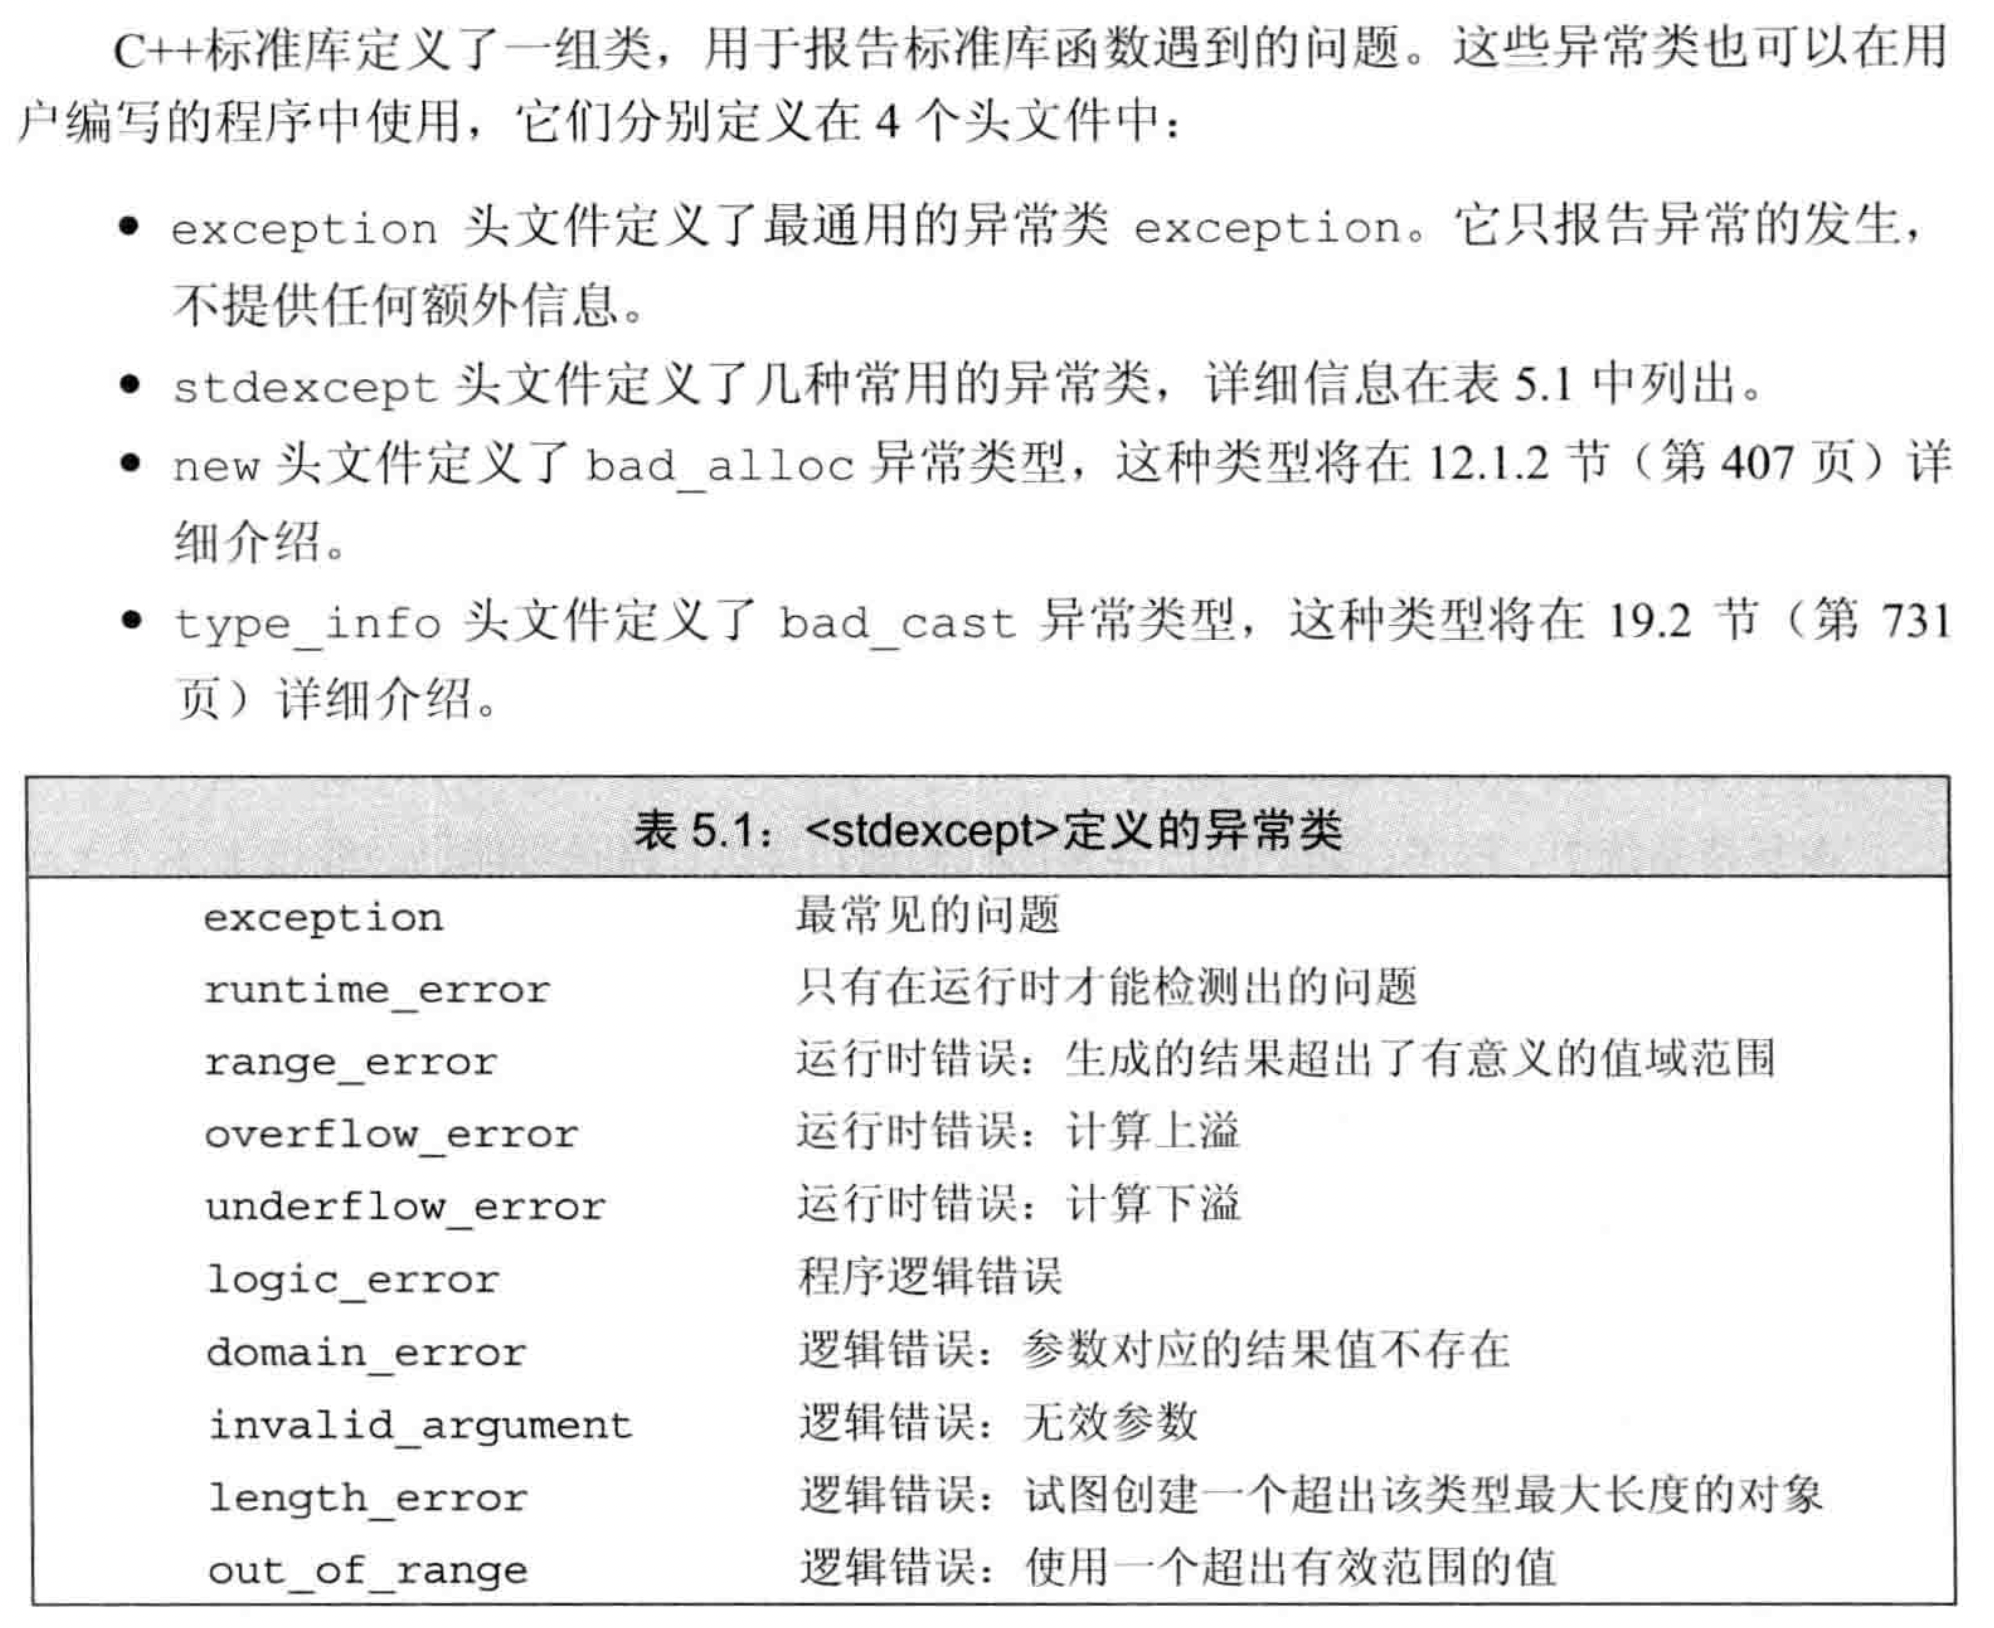 C++标准库定义了一组类，用于报告标准库函数遇到的问题。这些异常类也可以在用
户编写的程序中使用，它们分别定义在 4 个头文件中：
● exception 头文件定义了最通用的异常类 exception。它只报告异常的发生，
不提供任何额外信息。
● stdexcept 头文件定义了几种常用的异常类，详细信息在表 5.1 中列出。
● new 头文件定义了 bad_alloc 异常类型，这种类型将在 12.1.2 节（第 407 页）详
细介绍。
● type_info 头文件定义了 bad_cast 异常类型，这种类型将在 19.2 节（第 731
页）详细介绍。
表 5.1：<stdexcept>定义的异常类
exception 最常见的问题
runtime_error 只有在运行时才能检测出的问题
range_error 运行时错误：生成的结果超出了有意义的值域范围
overflow_error 运行时错误：计算上溢
underflow_error 运行时错误：计算下溢
logic_error 程序逻辑错误
domain_error 逻辑错误：参数对应的结果值不存在
invalid_argument 逻辑错误：无效参数
length_error 逻辑错误：试图创建一个超出该类型最大长度的对象
out_of_range 逻辑错误：使用一个超出有效范围的值